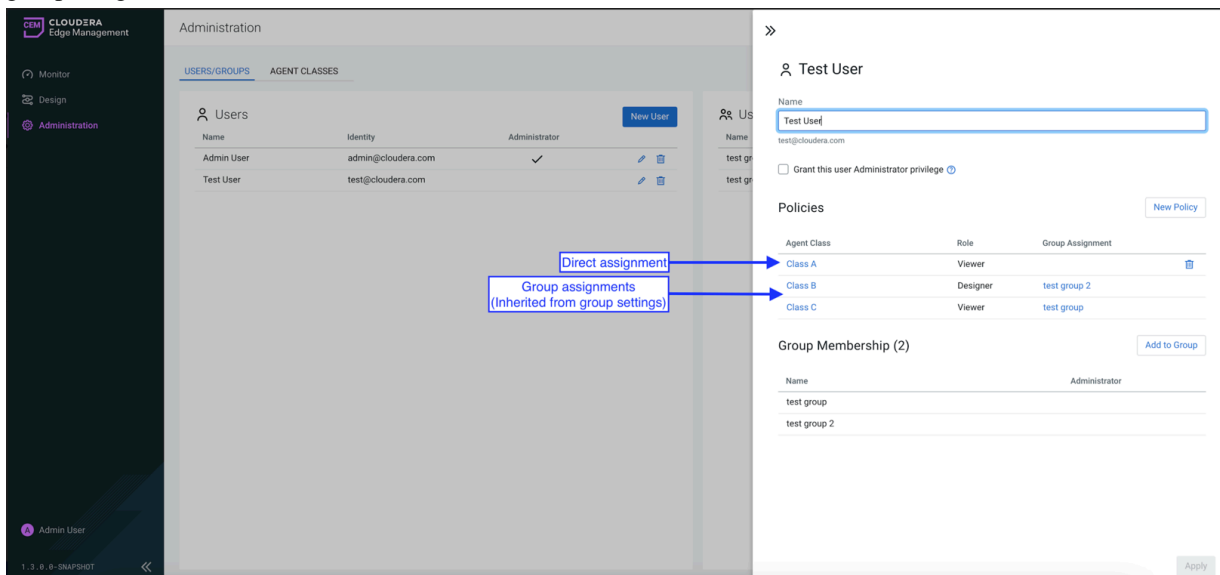 CEM CLOUDERA
Edge Management
Monitor
Design
Administration
Admin User
1.3.0.0-SNAPSHOT
Administration
USERS/GROUPS AGENT CLASSES
Users New User
Name Identity Administrator
Admin User admin@cloudera.com
Test User test@cloudera.com
Us
Name
test gr
test gr
Direct assignment
Group assignments
(Inherited from group settings)
Test User
Name
Test User
test@cloudera.com
Grant this user Administrator privilege
Policies New Policy
Agent Class Role Group Assignment
Class A Viewer
Class B Designer test group 2
Class C Viewer test group
Group Membership (2) Add to Group
Name Administrator
test group
test group 2
Apply